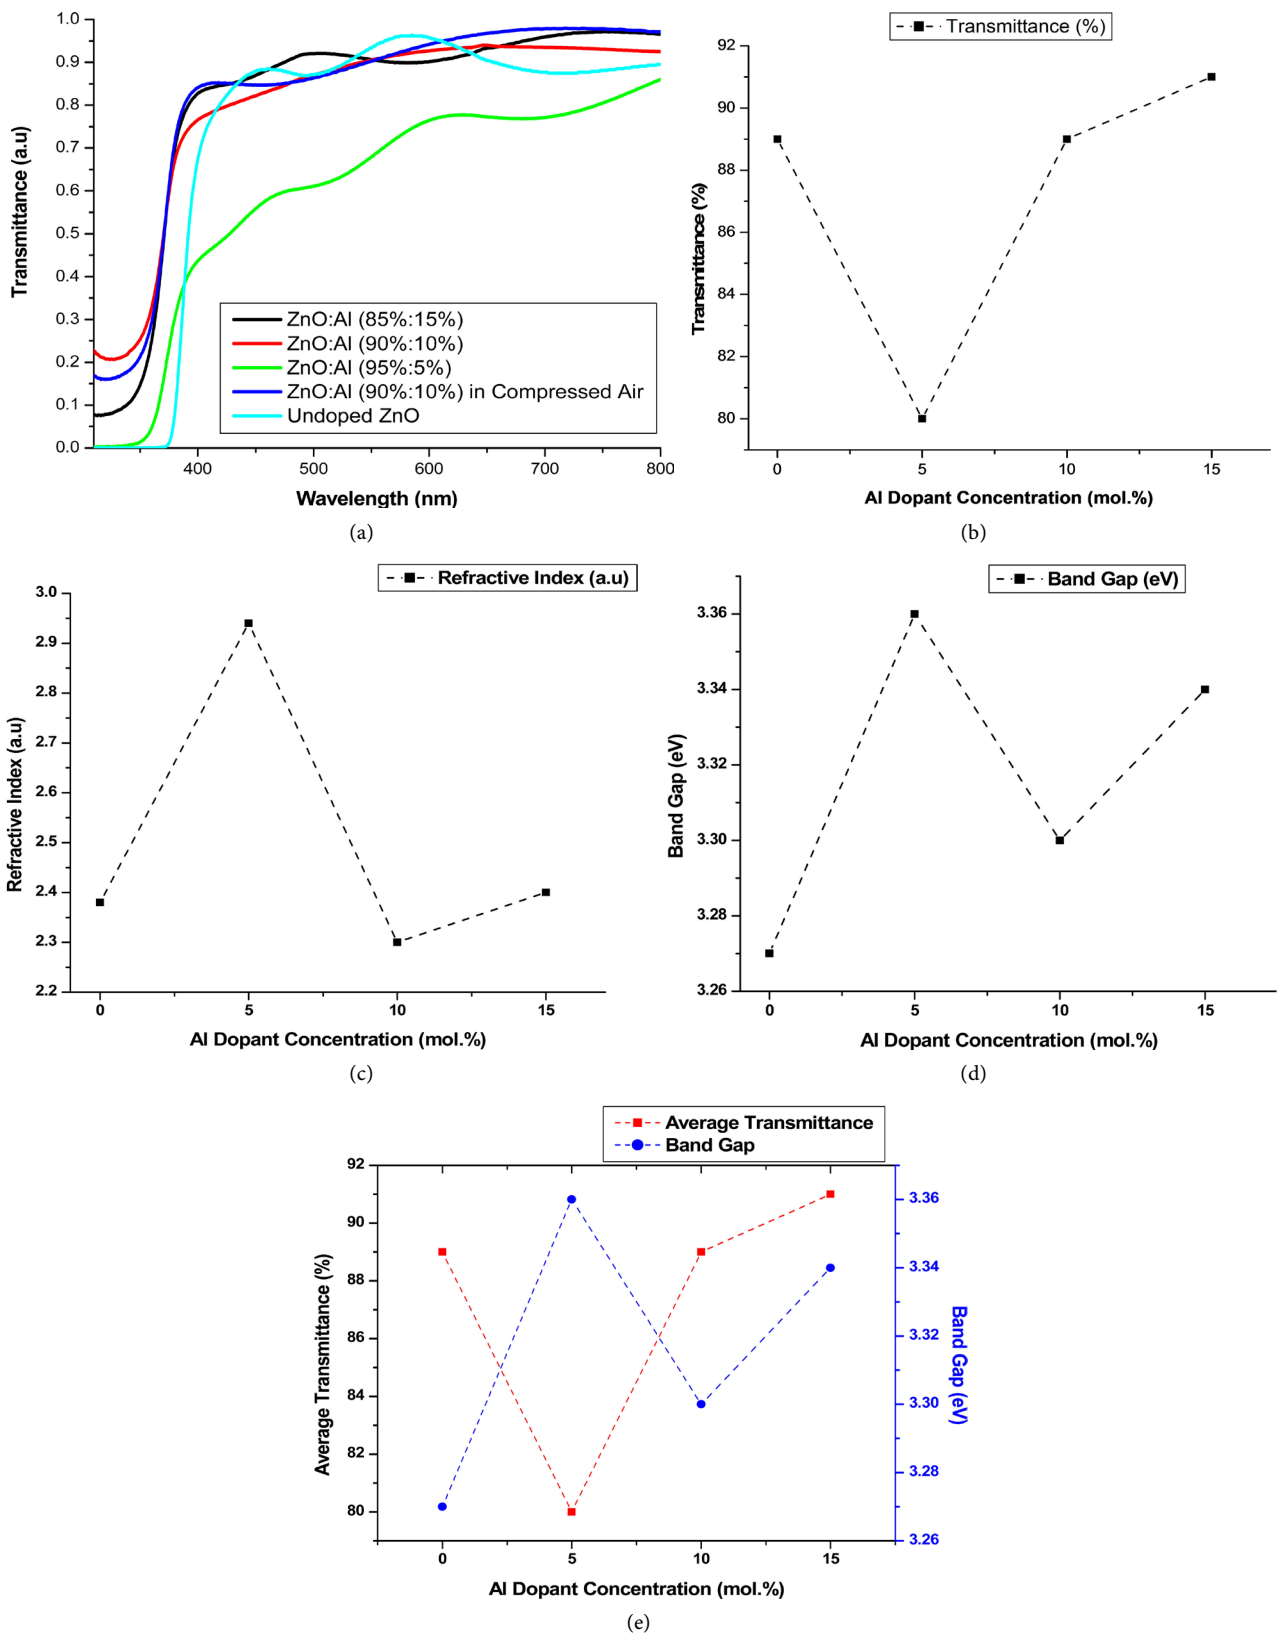 1.0
0.9
0.8
0.7
0.6
0.5
0.4
0.3
0.2
0.1
0.0
Transmittance (a.u)
ZnO:Al (85%:15%)
ZnO:Al (90%:10%)
ZnO:Al (95%:5%)
ZnO:Al (90%:10%) in Compressed Air
Undoped ZnO
400 500 600 700 800
Wavelength (nm)
(a)
Transmittance (%)
92
90
88
86
84
82
80
Transmittance (%)
0 5 10 15
Al Dopant Concentration (mol.%)
(b)
Refractive Index (a.u)
3.0
2.9
2.8
2.7
2.6
2.5
2.4
2.3
2.2
Refractive Index (a.u)
0 5 10 15
Al Dopant Concentration (mol.%)
(c)
Band Gap (eV)
3.36
3.34
3.32
3.30
3.28
3.26
Band Gap (eV)
0 5 10 15
Al Dopant Concentration (mol.%)
(d)
Average Transmittance
Band Gap
92
90
88
86
84
82
80
Average Transmittance (%)
3.36
3.34
3.32
3.30
3.28
3.26
Band Gap (eV)
0 5 10 15
Al Dopant Concentration (mol.%)
(e)